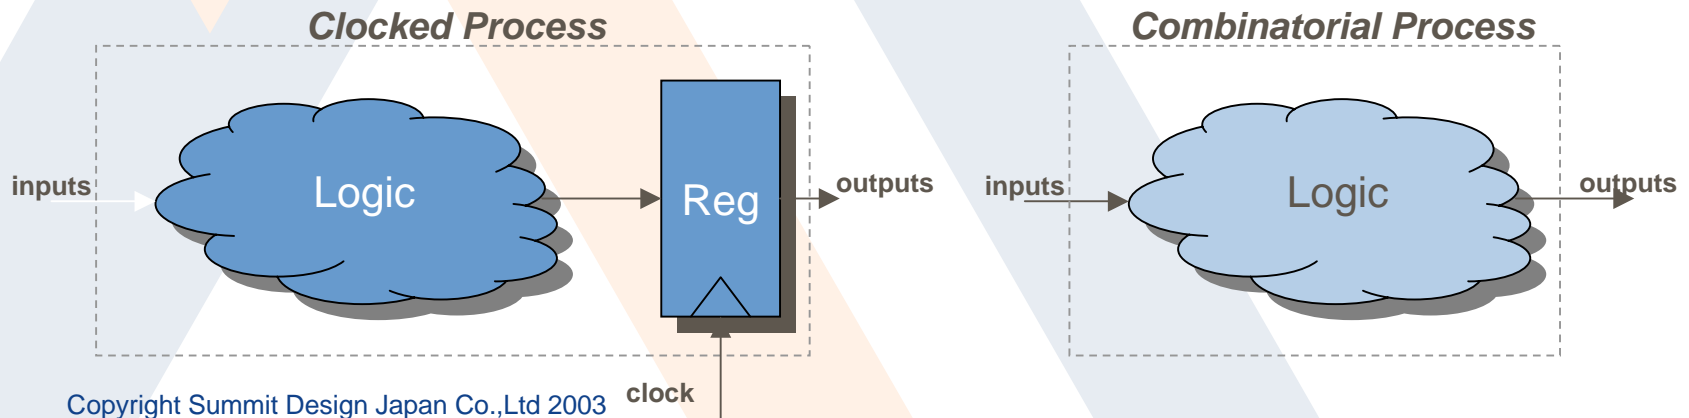 Clocked Process
inputs
Logic
Reg
outputs
clock
Combinatorial Process
inputs
Logic
outputs
Copyright Summit Design Japan Co.,Ltd 2003